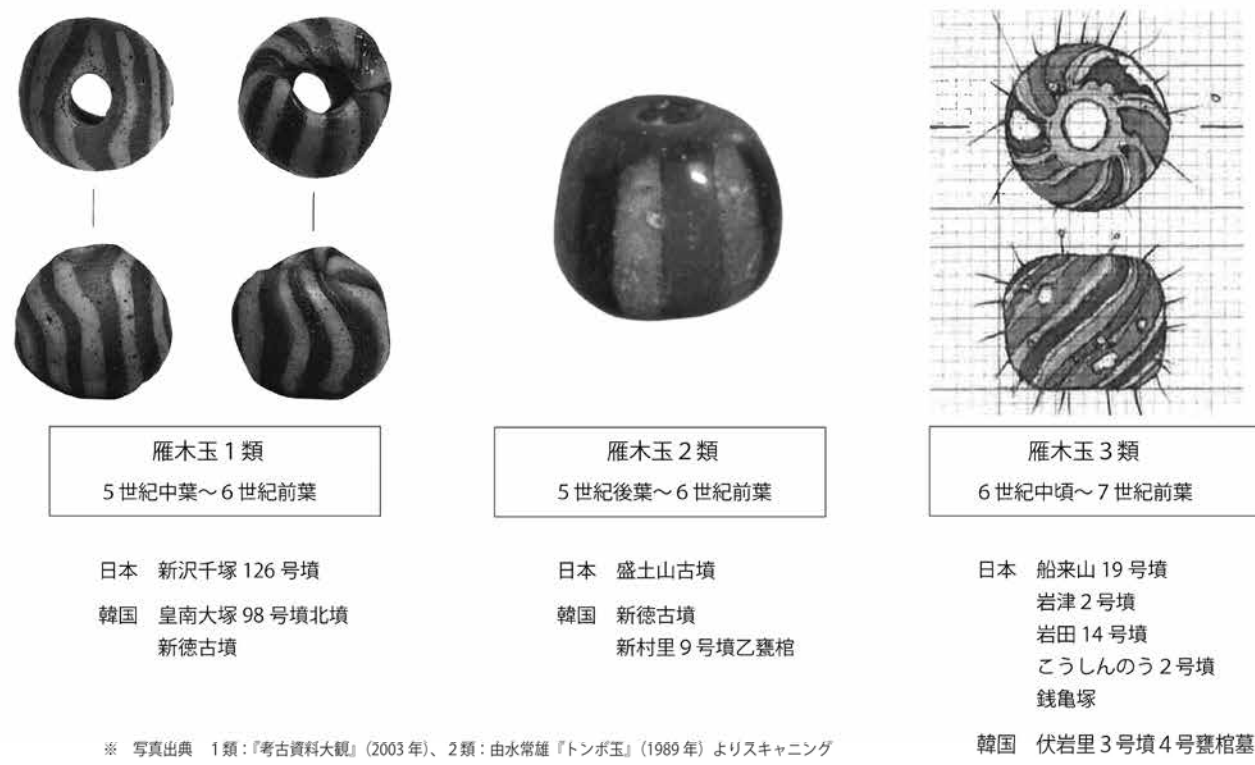 雁木玉1類
5世紀中葉～6世紀前葉
日本 新沢千塚 126 号墳
韓国 皇南大塚 98 号墳北墳
新徳古墳
雁木玉2類
5世紀後葉～6世紀前葉
日本 盛土山古墳
韓国 新徳古墳
新村里9号墳乙甕棺
雁木玉3類
6世紀中頃～7世紀前葉
日本 船来山 19 号墳
岩津2号墳
岩田 14 号墳
こうしんのう2号墳
銭亀塚
韓国 伏岩里3号墳4号甕棺墓
※ 写真出典 1類：『考古資料大観』（2003 年）、2類：由水常雄『トンボ玉』（1989 年）よりスキャニング